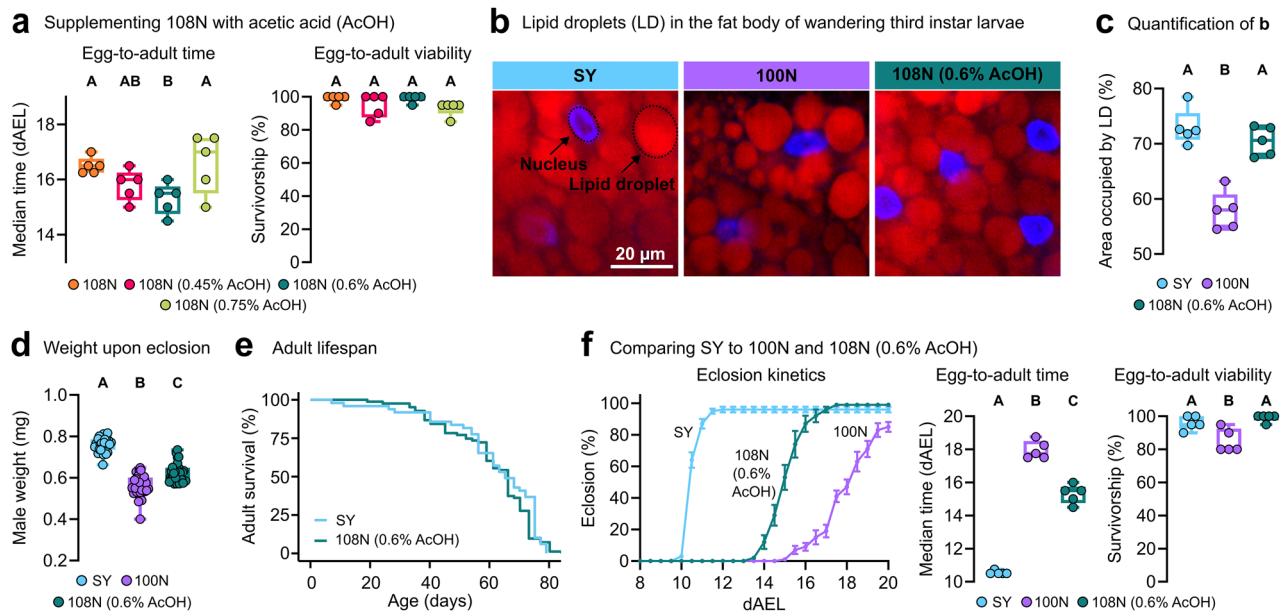 a Supplementing 108N with acetic acid (AcOH)
Egg-to-adult time
A AB B A
Median time (dAEL)
18
16
14
Egg-to-adult viability
A A A A
Survivorship (%)
100
80
60
40
20
0
108N 108N (0.45% AcOH) 108N (0.6% AcOH)
108N (0.75% AcOH)
b Lipid droplets (LD) in the fat body of wandering third instar larvae
SY 100N 108N (0.6% AcOH)
Nucleus
Lipid droplet
20 µm
c Quantification of b
A B A
Area occupied by LD (%)
80
70
60
50
SY 100N
108N (0.6% AcOH)
d Weight upon eclosion
A B C
Male weight (mg)
1.0
0.8
0.6
0.4
0.2
SY 100N
108N (0.6% AcOH)
e Adult lifespan
Adult survival (%)
100
75
50
25
0
SY
108N (0.6% AcOH)
0 20 40 60 80
Age (days)
f Comparing SY to 100N and 108N (0.6% AcOH)
Eclosion kinetics
Eclosion (%)
100
80
60
40
20
0
SY
108N
(0.6%
AcOH)
100N
8 10 12 14 16 18 20
dAEL
Egg-to-adult time
A B C
Median time (dAEL)
20
18
16
14
12
10
Egg-to-adult viability
A B A
Survivorship (%)
100
80
60
40
20
0
SY 100N 108N (0.6% AcOH)